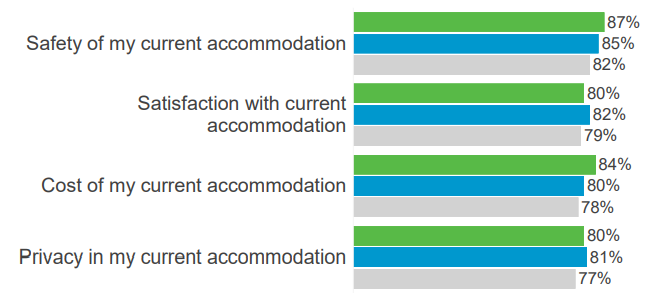 87%
Safety of my current accommodation
85%
82%
80%
Satisfaction with current
accommodation
82%
79%
84%
Cost of my current accommodation
80%
78%
80%
Privacy in my current accommodation
81%
77%